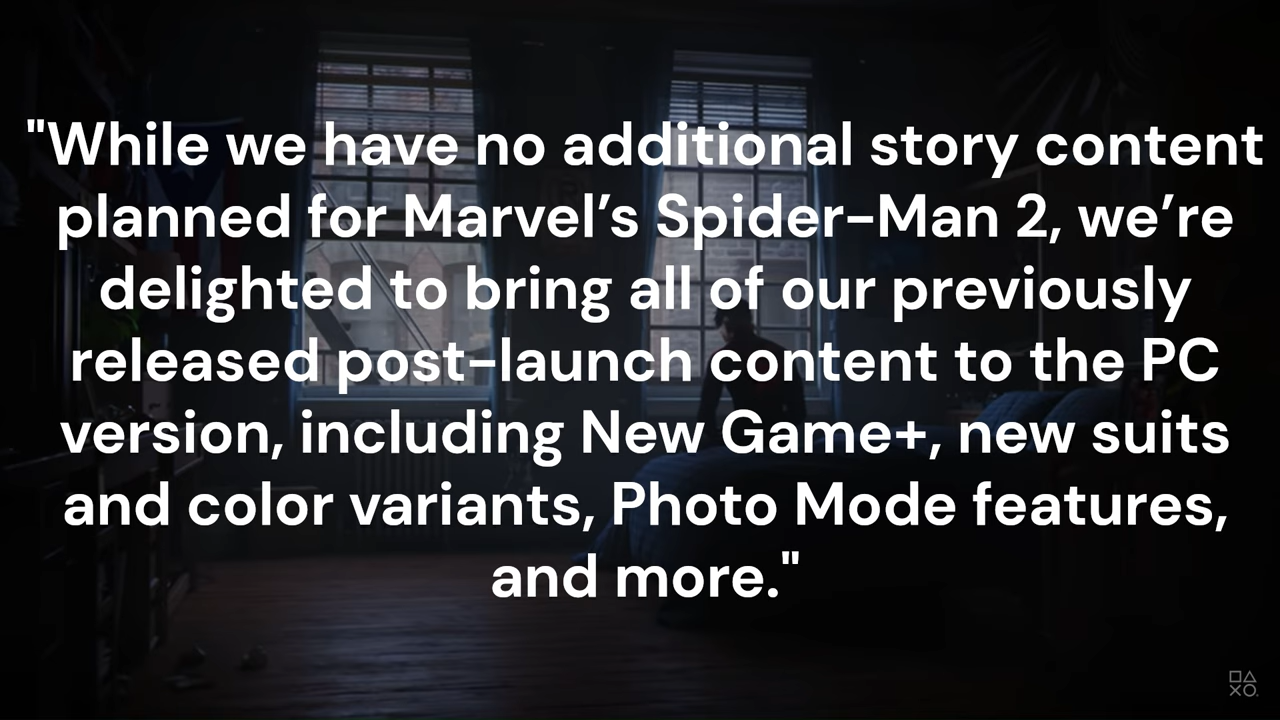 "While we have no additional story content
planned for Marvel’s Spider-Man 2, we’re
delighted to bring all of our previously
released post-launch content to the PC
version, including New Game+, new suits
and color variants, Photo Mode features,
and more."